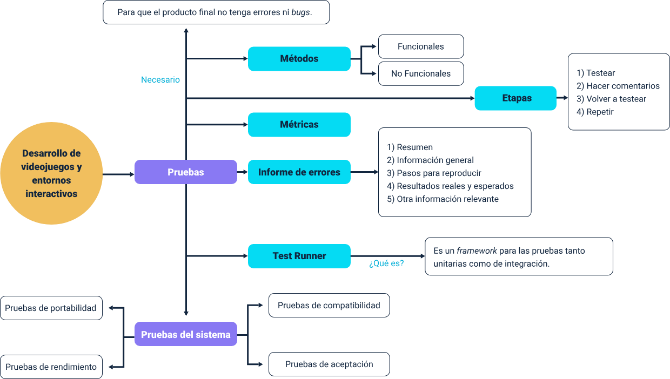 Para que el producto final no tenga errores ni bugs.
Necesario
Métodos
Funcionales
No Funcionales
Etapas
1) Testear
2) Hacer comentarios
3) Volver a testear
4) Repetir
Métricas
Desarrollo de
videojuegos y
entornos
interactivos
Pruebas
Informe de errores
1) Resumen
2) Información general
3) Pasos para reproducir
4) Resultados reales y esperados
5) Otra información relevante
Test Runner
¿Qué es?
Es un framework para las pruebas tanto
unitarias como de integración.
Pruebas de portabilidad
Pruebas de rendimiento
Pruebas del sistema
Pruebas de compatibilidad
Pruebas de aceptación